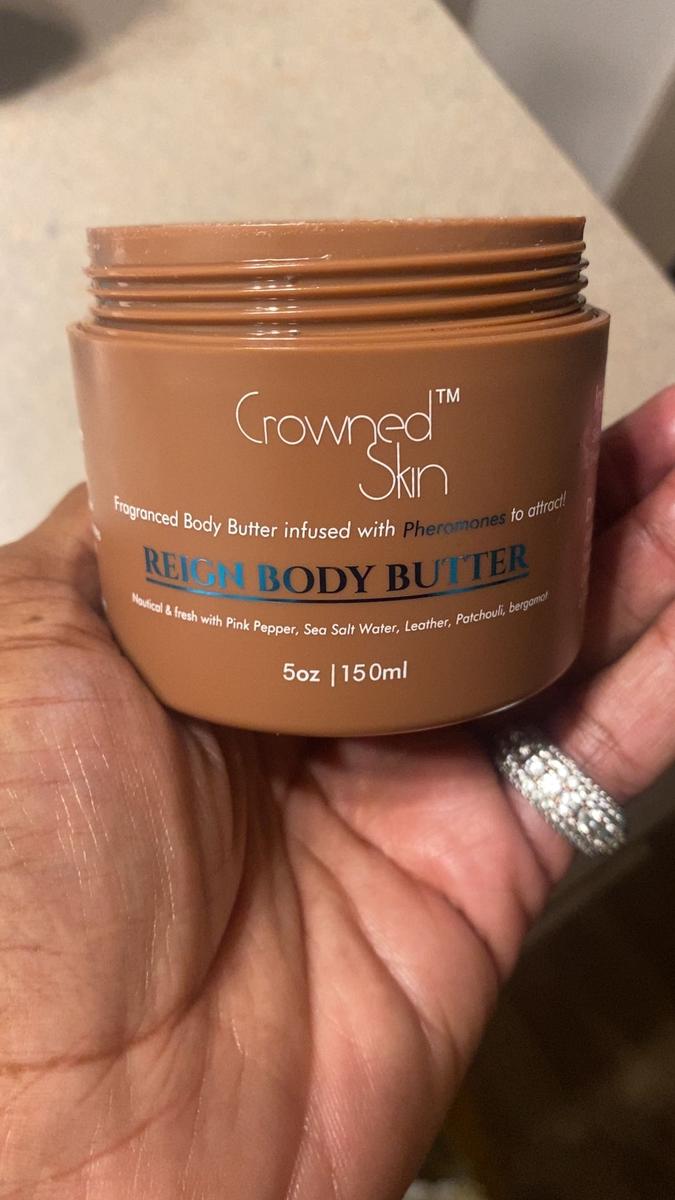 Crowned™
Skin
Fragranced Body Butter infused with Pheromones to attract!
REIGN BODY BUTTER
Nautical & fresh with Pink Pepper, Sea Salt Water, Leather, Patchouli, bergamot
5oz | 150ml